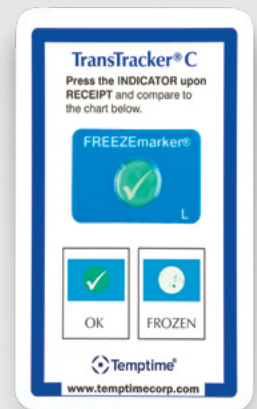 TransTracker® C
Press the INDICATOR upon
RECEIPT and compare to
the chart below.
FREEZEmarker®
L
OK FROZEN
Temptime®
www.temptimecorp.com